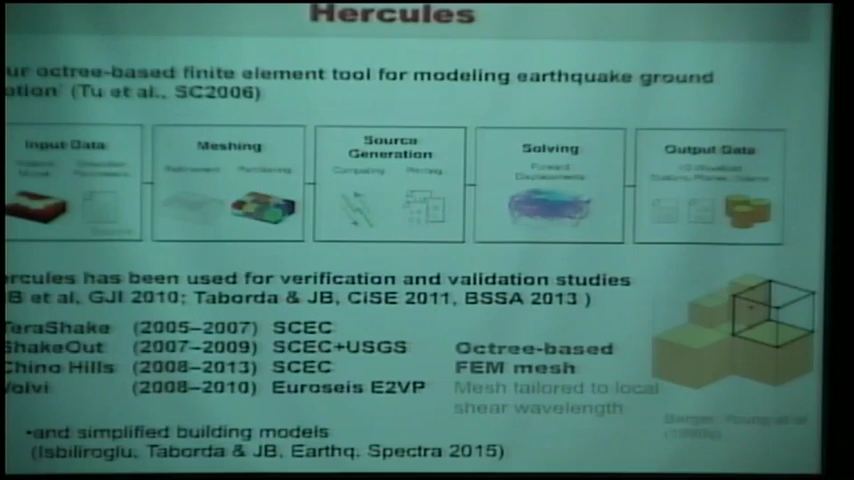 Hercules
ur octree-based finite element tool for modeling earthquake ground
otion' (Tu et al., SC2006)
Input Data
Meshing
Source
Generation
Solving
Output Data
Computing
Forward
Displacements
ercules has been used for verification and validation studies
B et al, GJI 2010; Taborda & JB, CiSE 2011, BSSA 2013 )
TeraShake (2005–2007) SCEC
ShakeOut (2007–2009) SCEC+USGS
Chino Hills (2008–2013) SCEC
Volvi (2008–2010) Euroseis E2VP
Octree-based
FEM mesh
Mesh tailored to local
shear wavelength
•and simplified building models
(Isbiliroglu, Taborda & JB, Earthq. Spectra 2015)